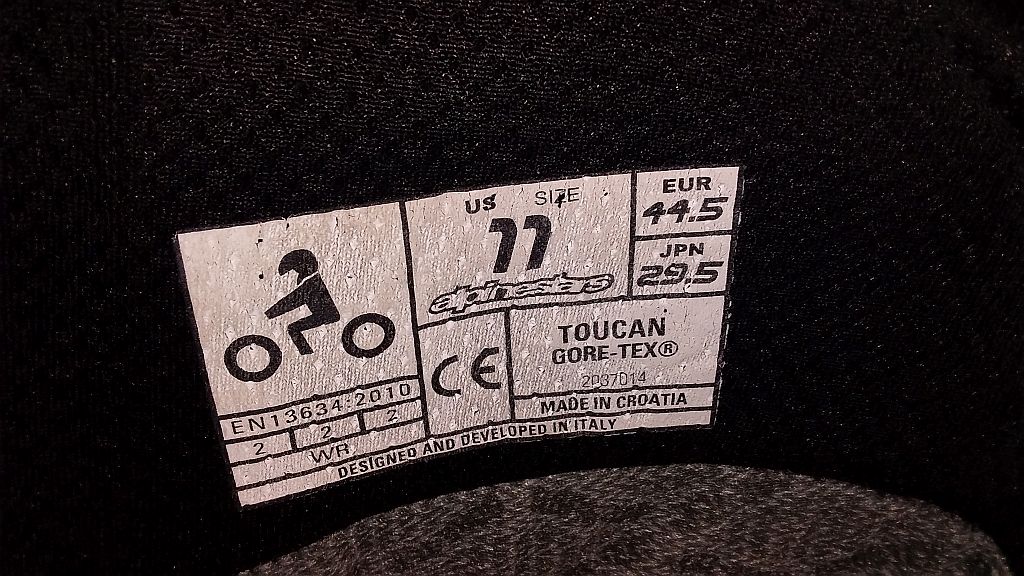 US SIZE
11
alpinestars
EUR
44.5
JPN
29.5
CE
TOUCAN
GORE-TEX®
2037014
MADE IN CROATIA
EN13634:2010
2 2 2
WR
DESIGNED AND DEVELOPED IN ITALY